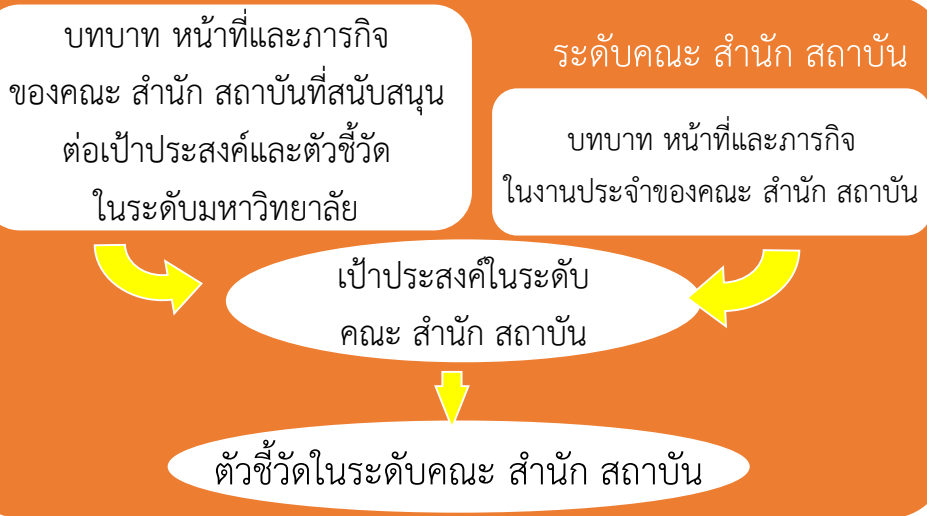 บทบาท หน้าที่และภารกิจ
ของคณะ สำนัก สถาบันที่สนับสนุน
ต่อเป้าประสงค์และตัวชี้วัด
ในระดับมหาวิทยาลัย
ระดับคณะ สำนัก สถาบัน
บทบาท หน้าที่และภารกิจ
ในงานประจำของคณะ สำนัก สถาบัน
เป้าประสงค์ในระดับ
คณะ สำนัก สถาบัน
ตัวชี้วัดในระดับคณะ สำนัก สถาบัน